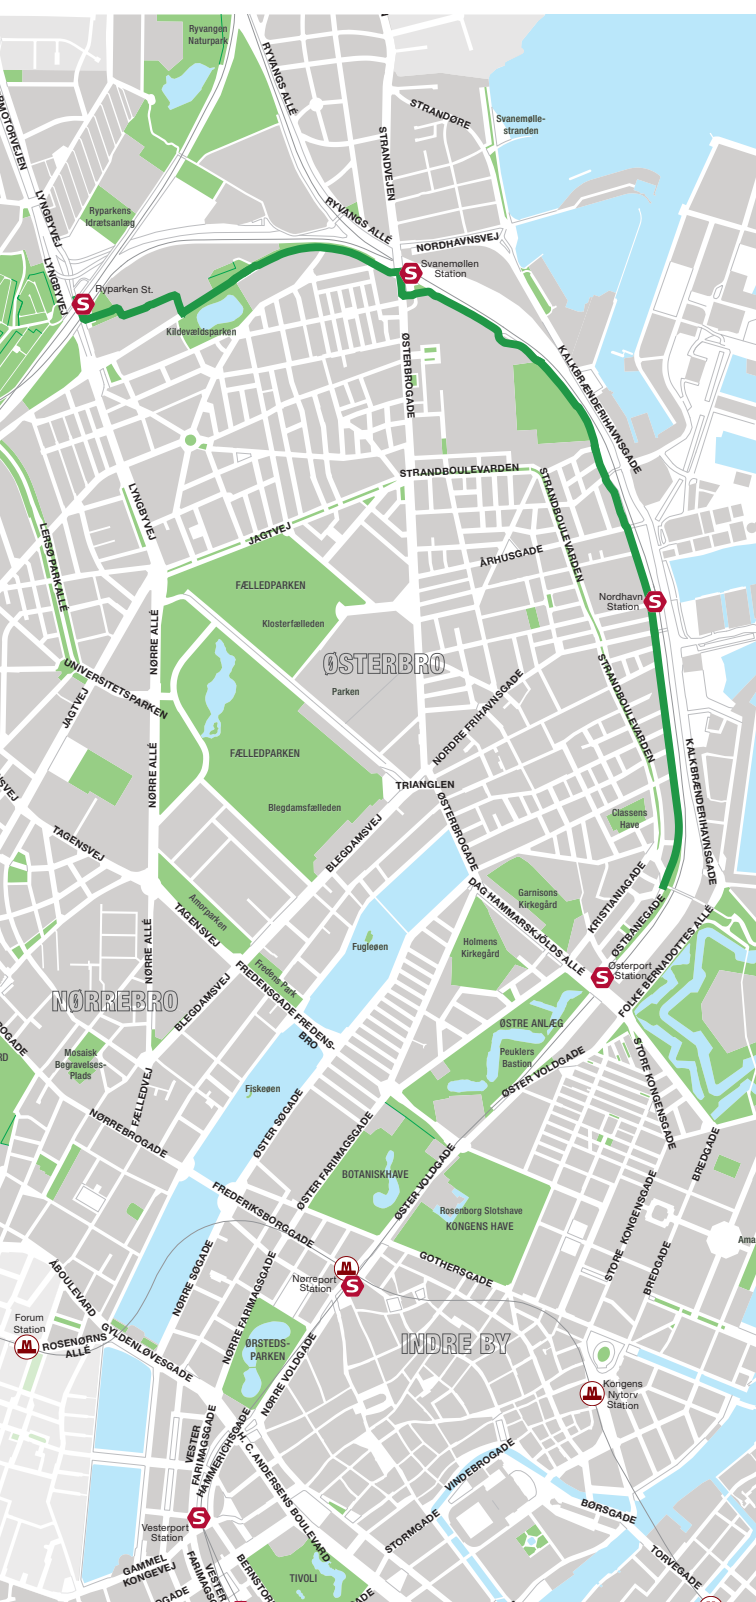 Ryvangen
Naturpark
RYVANGS ALLÉ
STRANDØRE
Svanemølle-
stranden
STRANDVEJEN
LYNGBYVEJ
Ryparkens
Idrætsanlæg
RYVANGS ALLÉ
NORDHAVNSVEJ
LYNGBYVEJ
S
Svanemøllen
Station
S
Ryparken St.
Kildevældsparken
ØSTERBROGADE
KALKBRÆNDERIHAVNSGADE
STRANDBOULEVARDEN
STRANDBOULEVARDEN
LYNGBYVEJ
JAGTVEJ
LERSØ PARKALLÉ
ÅRHUSGADE
FÆLLEDPARKEN
Klosterfælleden
Nordhavn
Station
S
NØRRE ALLÉ
ØSTERBRO
Parken
UNIVERSITETSPARKEN
JAGTVEJ
STRANDBOULEVARDEN
NORDRE FRIHAVNSGADE
FÆLLEDPARKEN
NØRRE ALLÉ
KALKBRÆNDERIHAVNSGADE
TRIANGLEN
Blegdamsfælleden
ØSTERBROGADE
Classens
Have
BLEGDAMSVEJ
TAGENSVEJ
DAG HAMMARSKJÖLDS ALLÉ
Garnisons
Kirkegård
KRISTIANIAGADE
ØSTBANEGADE
Amorparken
TAGENSVEJ
NØRRE ALLÉ
Fugleøen
Holmens
Kirkegård
FOLKE BERNADOTTES ALLÉ
S
Østerport
Station
Fredens Park
FREDENSGADE
FREDENS-
BRO
BLEGDAMSVEJ
NØRREBRO
ØSTRE ANLÆG
Peuklers
Bastion
ØSTER VOLDGADE
STORE KONGENSGADE
Mosaisk
Begravelses-
Plads
FÆLLEDVEJ
Fiskeøen
NØRREBROGADE
ØSTER SØGADE
ØSTER FARIMAGSGADE
BOTANISKHAVE
ØSTER VOLDGADE
BREDGADE
FREDERIKSBORGGADE
Rosenborg Slotshave
KONGENS HAVE
STORE KONGENSGADE
BREDGADE
GOTHERSGADE
ÅBOULEVARD
NØRRE SØGADE
NØRRE FARIMAGSGADE
M
Nørreport
Station
S
Forum
Station
M
ROSENØRNS
ALLÉ
GYLDENLØVESGADE
ØRSTEDS-
PARKEN
NØRRE VOLDGADE
INDRE BY
M
Kongens
Nytorv
Station
VESTER
FARIMAGSGADE
HAMMERICHSGADE
H. C. ANDERSENS BOULEVARD
VINDEBROGADE
BØRSGADE
STORMGADE
S
Vesterport
Station
TORVEGADE
GAMMEL
KONGEVEJ
TIVOLI